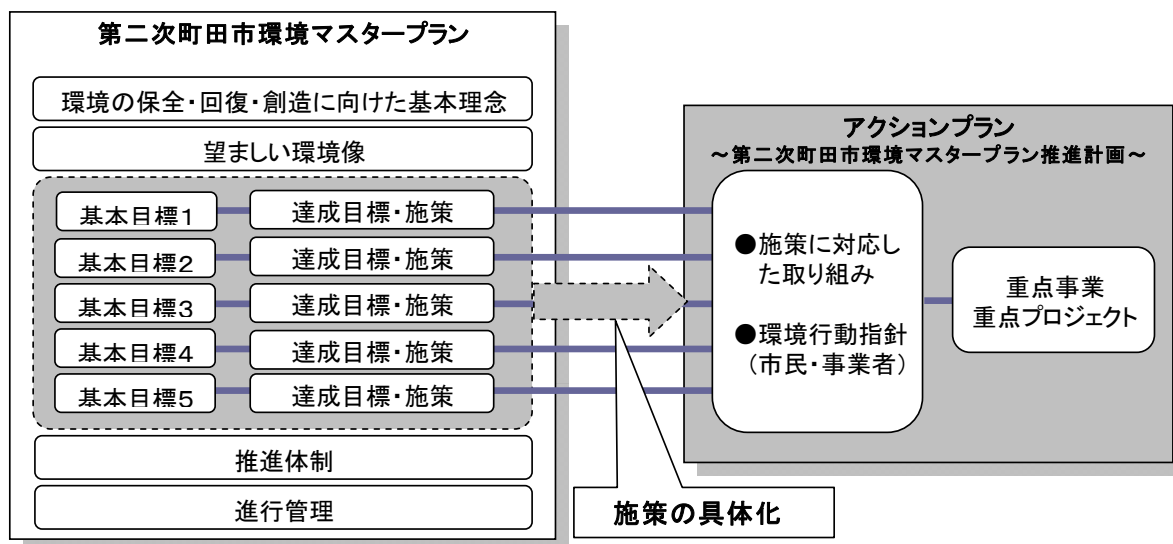 第二次町田市環境マスタープラン
環境の保全・回復・創造に向けた基本理念
望ましい環境像
基本目標1
達成目標・施策
基本目標2
達成目標・施策
基本目標3
達成目標・施策
基本目標4
達成目標・施策
基本目標5
達成目標・施策
推進体制
進行管理
施策の具体化
アクションプラン
～第二次町田市環境マスタープラン推進計画～
●施策に対応し
た取り組み
●環境行動指針
（市民・事業者）
重点事業
重点プロジェクト